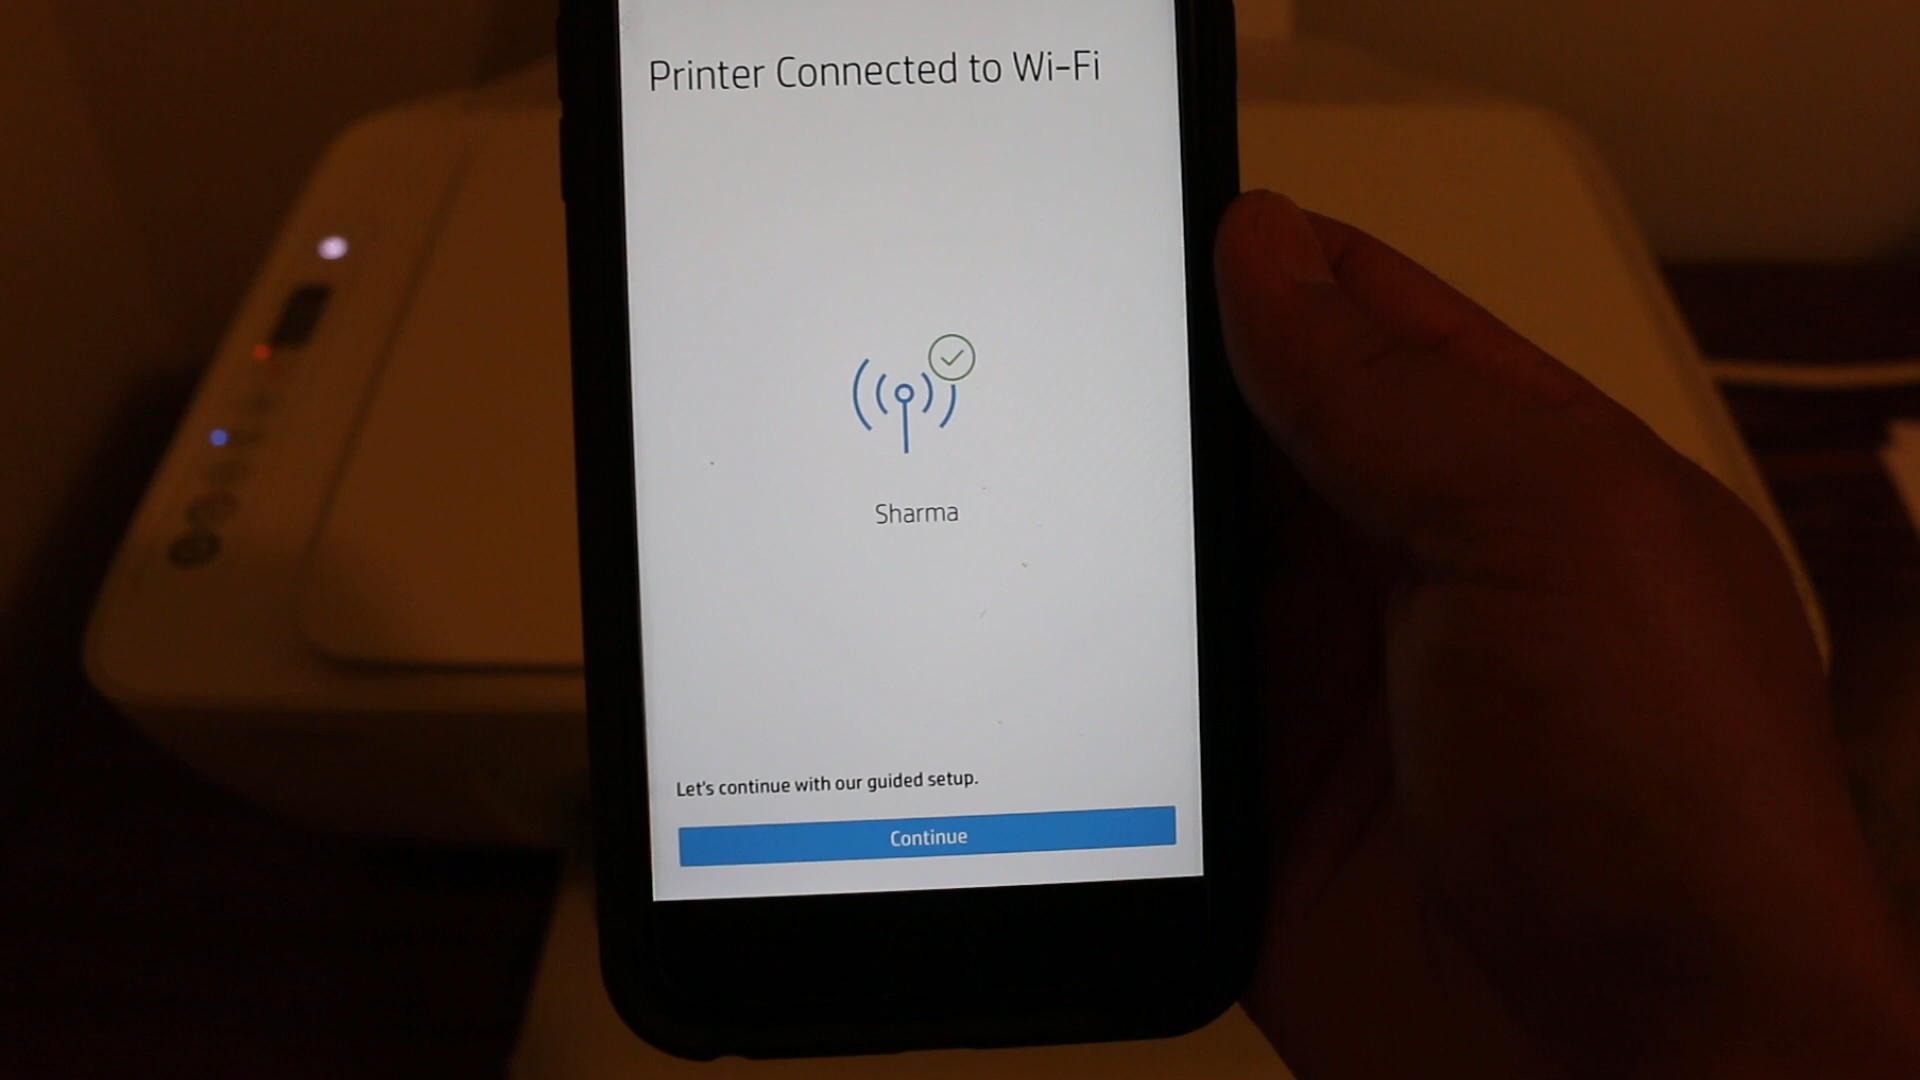 Printer Connected to Wi-Fi
Sharma
Let's continue with our guided setup.
Continue